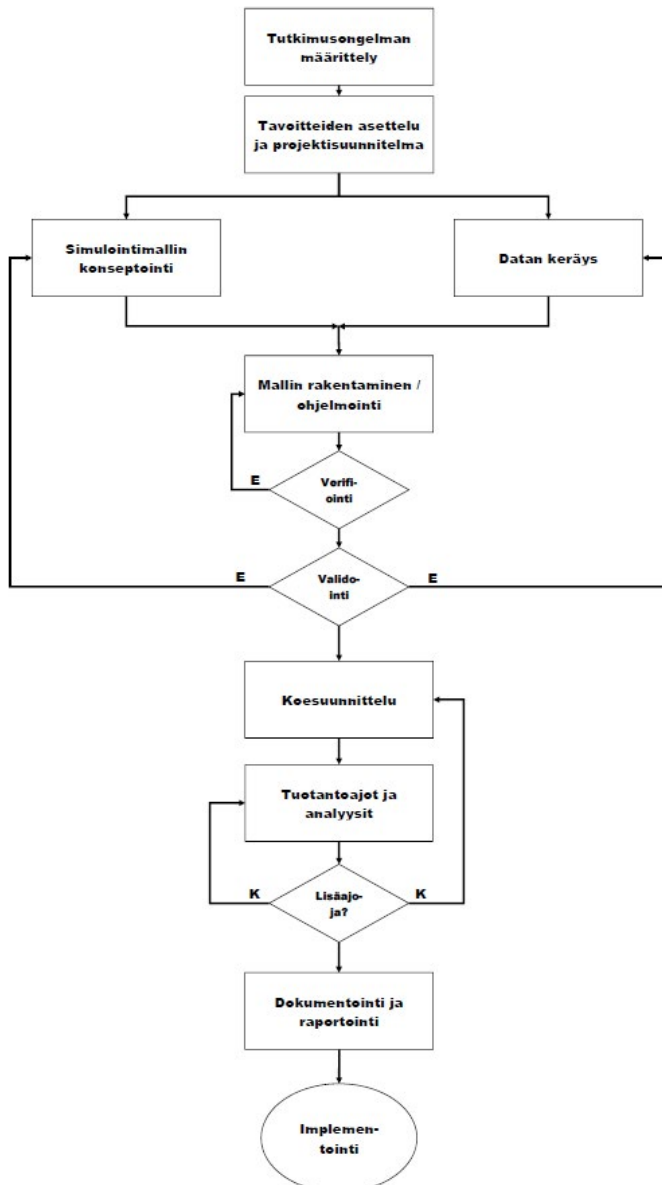 Tutkimusongelman
määrittely
Tavoitteiden asettelu
ja projektisuunnitelma
Simulointimallin
konseptointi
Datan keräys
Mallin rakentaminen /
ohjelmointi
E
Verifi-
ointi
E
Valido-
inti
E
Koesuunnittelu
Tuotantoajot ja
analyysit
K
Lisäajo-
ja?
K
Dokumentointi ja
raportointi
Implemen-
tointi